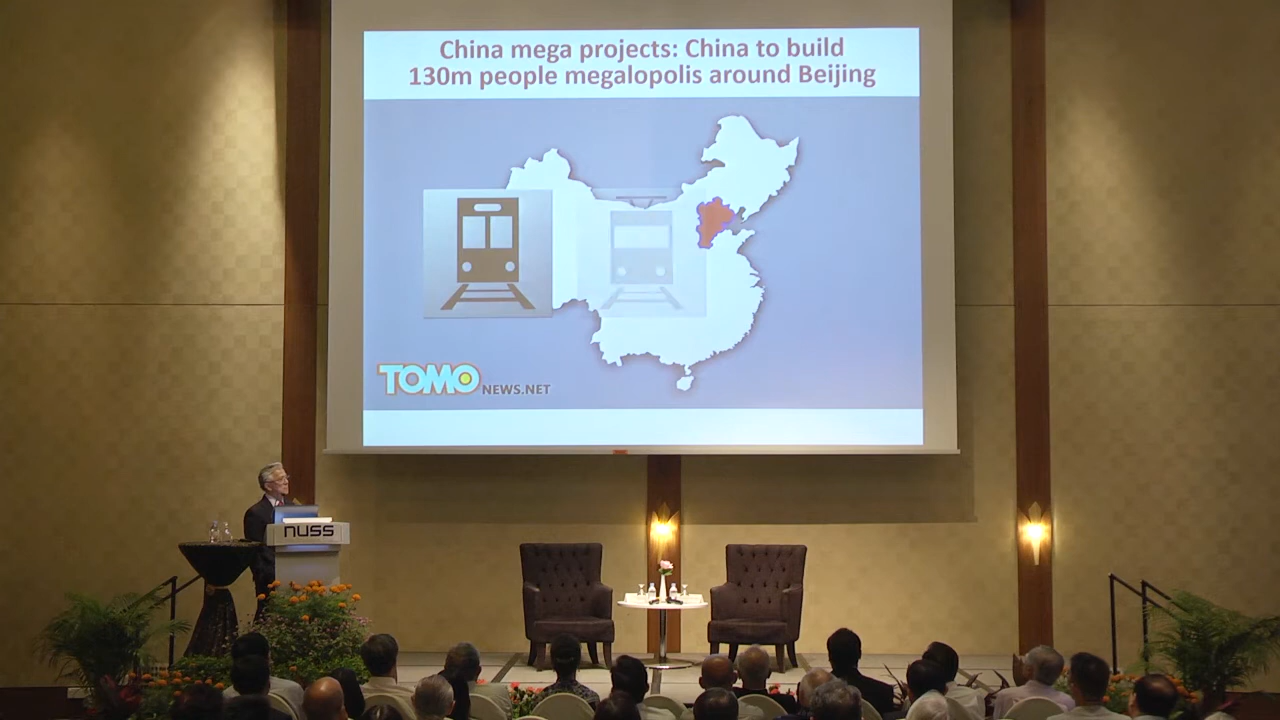 China mega projects: China to build
130m people megalopolis around Beijing
TOMO NEWS.NET
nuss